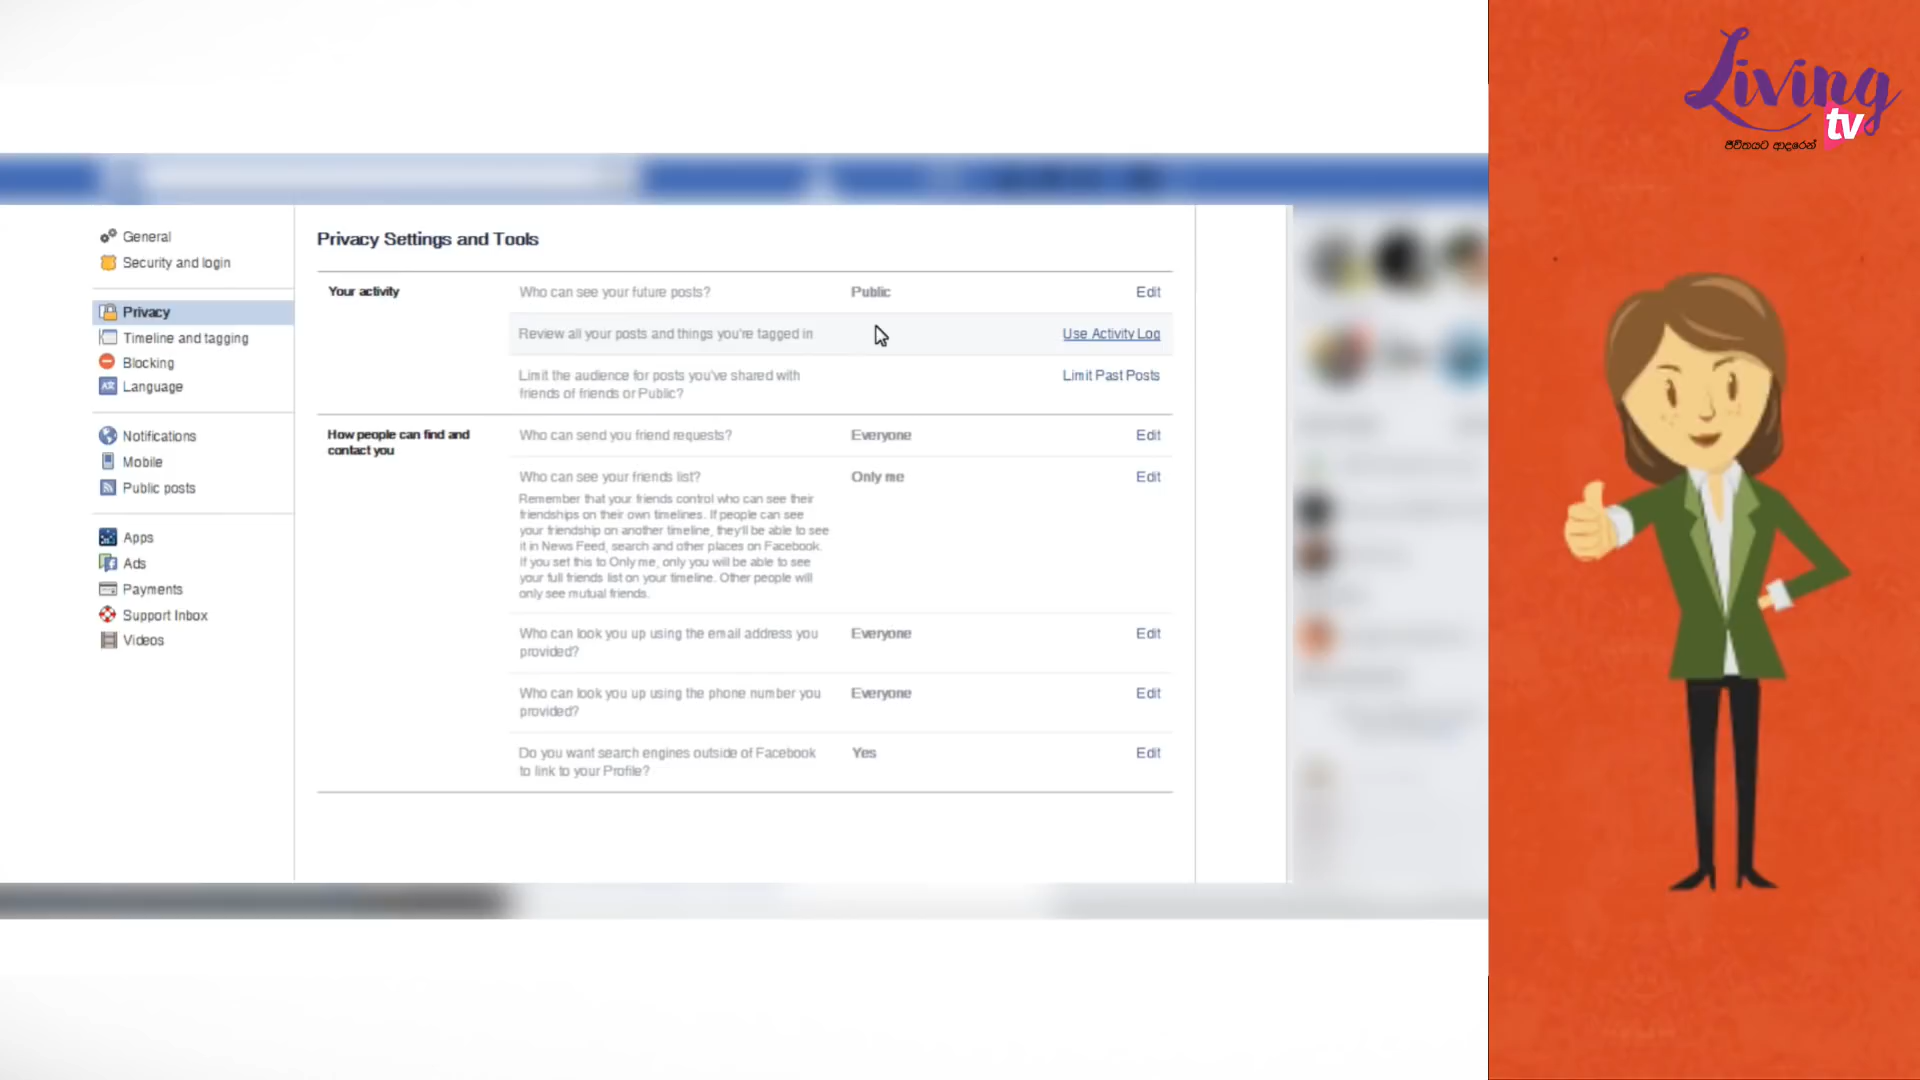 Living
tv
ජීවිතයට ආදරෙන්
General
Security and login
Privacy
Timeline and tagging
Blocking
Language
Notifications
Mobile
Public posts
Apps
Ads
Payments
Support Inbox
Videos
Privacy Settings and Tools
Your activity
Who can see your future posts? Public Edit
Review all your posts and things you're tagged in Use Activity Log
Limit the audience for posts you've shared with
friends of friends or Public?
Limit Past Posts
How people can find and
contact you
Who can send you friend requests? Everyone Edit
Who can see your friends list? Only me Edit
Remember that your friends control who can see their
friendships on their own timelines. If people can see
your friendship on another timeline, they'll be able to see
it in News Feed, search and other places on Facebook.
If you set this to Only me, only you will be able to see
your full friends list on your timeline. Other people will
only see mutual friends.
Who can look you up using the email address you
provided?
Everyone Edit
Who can look you up using the phone number you
provided?
Everyone Edit
Do you want search engines outside of Facebook
to link to your Profile?
Yes Edit